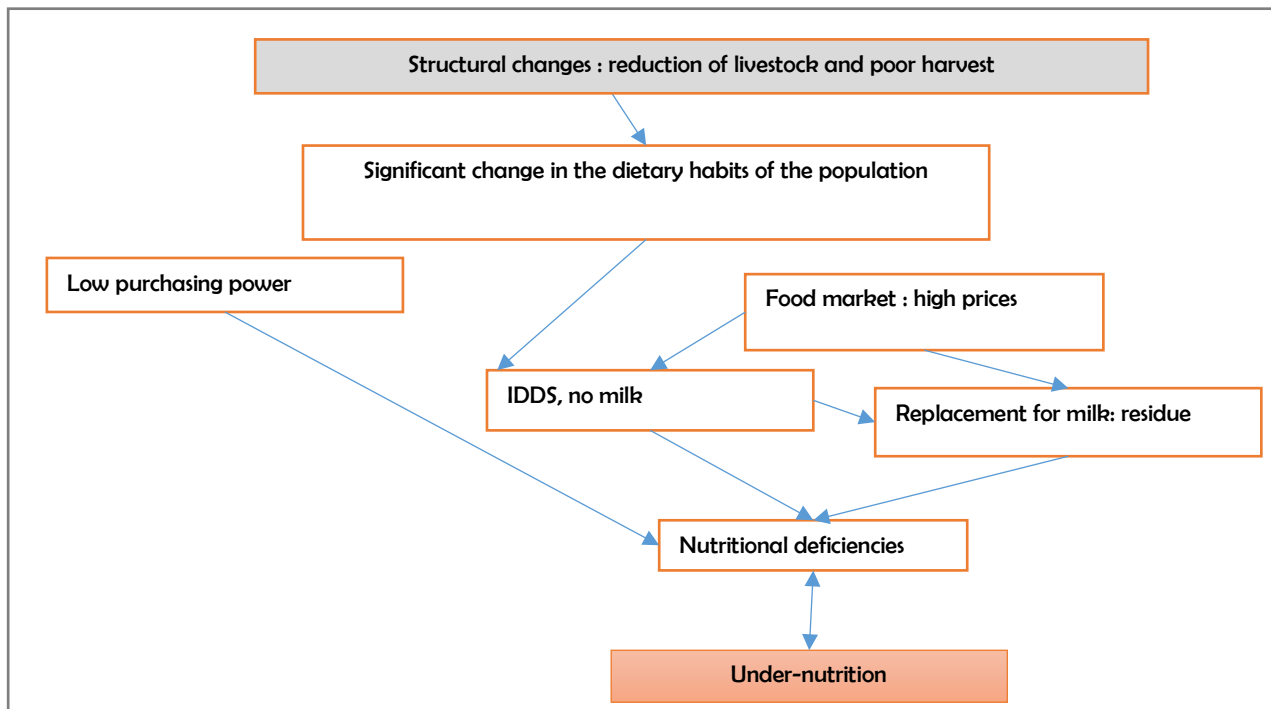 Structural changes : reduction of livestock and poor harvest
Significant change in the dietary habits of the population
Low purchasing power
Food market : high prices
IDDS, no milk
Replacement for milk: residue
Nutritional deficiencies
Under-nutrition